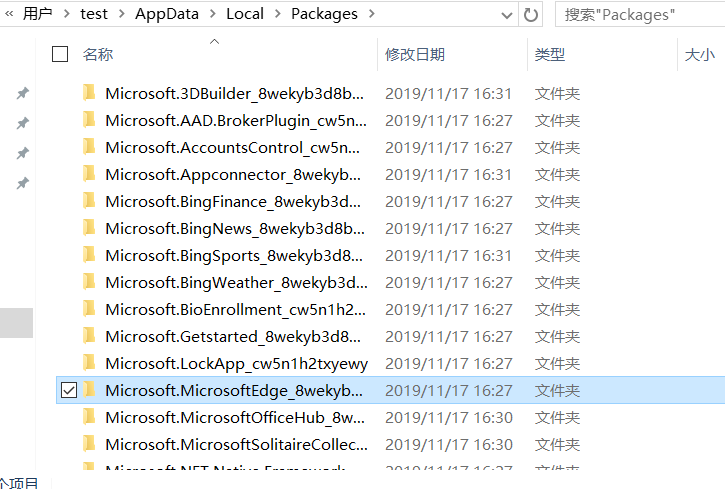 « 用户 > test > AppData > Local > Packages >
搜索"Packages"
名称 修改日期 类型 大小
Microsoft.3DBuilder_8wekyb3d8b... 2019/11/17 16:31 文件夹
Microsoft.AAD.BrokerPlugin_cw5n... 2019/11/17 16:27 文件夹
Microsoft.AccountsControl_cw5n... 2019/11/17 16:27 文件夹
Microsoft.Appconnector_8wekyb... 2019/11/17 16:31 文件夹
Microsoft.BingFinance_8wekyb3d... 2019/11/17 16:27 文件夹
Microsoft.BingNews_8wekyb3d8b... 2019/11/17 16:27 文件夹
Microsoft.BingSports_8wekyb3d8... 2019/11/17 16:31 文件夹
Microsoft.BingWeather_8wekyb3d... 2019/11/17 16:27 文件夹
Microsoft.BioEnrollment_cw5n1h2... 2019/11/17 16:27 文件夹
Microsoft.Getstarted_8wekyb3d8... 2019/11/17 16:27 文件夹
Microsoft.LockApp_cw5n1h2txyewy 2019/11/17 16:27 文件夹
Microsoft.MicrosoftEdge_8wekyb... 2019/11/17 16:27 文件夹
Microsoft.MicrosoftOfficeHub_8w... 2019/11/17 16:30 文件夹
Microsoft.MicrosoftSolitaireCollec... 2019/11/17 16:30 文件夹
Microsoft.NET.Native.Framework... 2019/11/17 16:27 文件夹
个项目